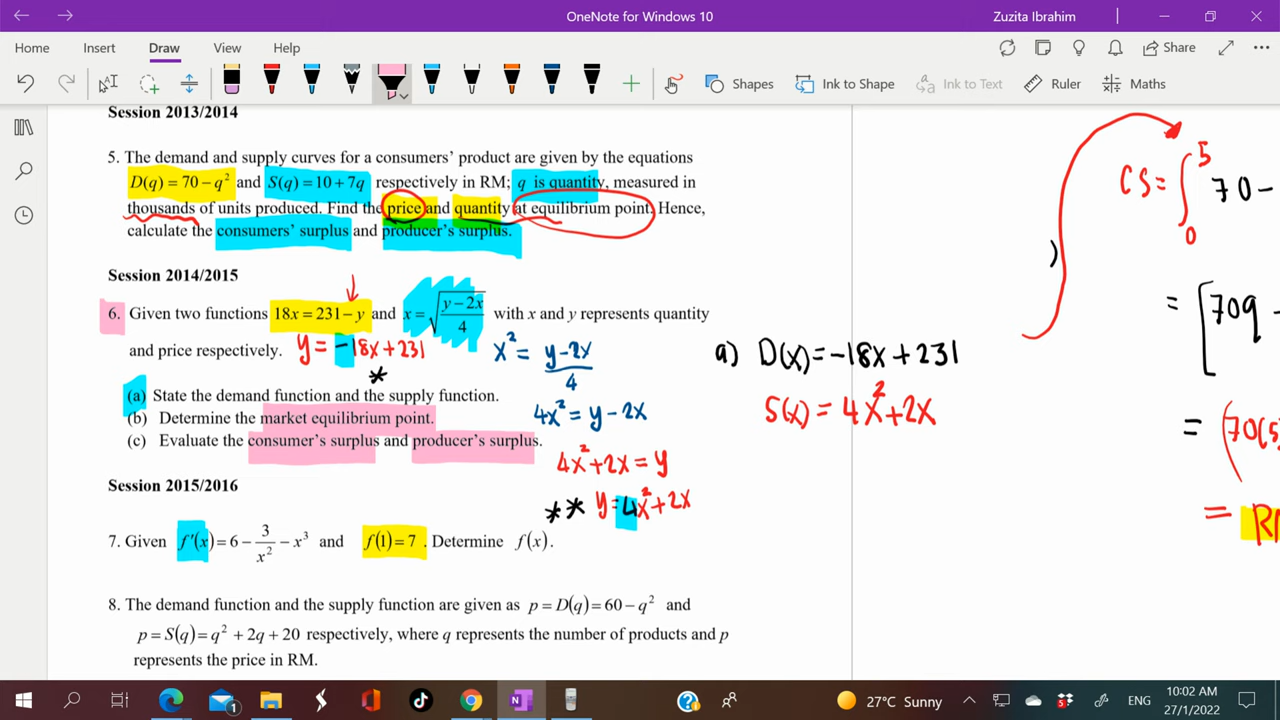 OneNote for Windows 10
Zuzita Ibrahim
Home Insert Draw View Help
Share
Shapes
Ink to Shape
Ink to Text
Ruler
Maths
Session 2013/2014
5. The demand and supply curves for a consumers' product are given by the equations
D(q) = 70 − q² and S(q) = 10 + 7q respectively in RM; q is quantity, measured in
thousands of units produced. Find the price and quantity at equilibrium point. Hence,
calculate the consumers' surplus and producer's surplus.
Session 2014/2015
6. Given two functions 18x = 231 − y and x = √((y − 2x)/4) with x and y represents quantity
and price respectively.
y = −18x + 231
*
(a) State the demand function and the supply function.
(b) Determine the market equilibrium point.
(c) Evaluate the consumer's surplus and producer's surplus.
x² = (y−2x)/4
4x² = y − 2x
4x² + 2x = y
** y = 4x² + 2x
a) D(x) = −18x + 231
S(x) = 4x² + 2x
Session 2015/2016
7. Given f'(x) = 6 − 3/x² − x³ and f(1) = 7 . Determine f(x).
8. The demand function and the supply function are given as p = D(q) = 60 − q² and
p = S(q) = q² + 2q + 20 respectively, where q represents the number of products and p
represents the price in RM.
)
CS = ∫₀⁵ 70 −
= [70q
= (70(5
= R
1
27°C Sunny
5
ENG
10:02 AM
27/1/2022